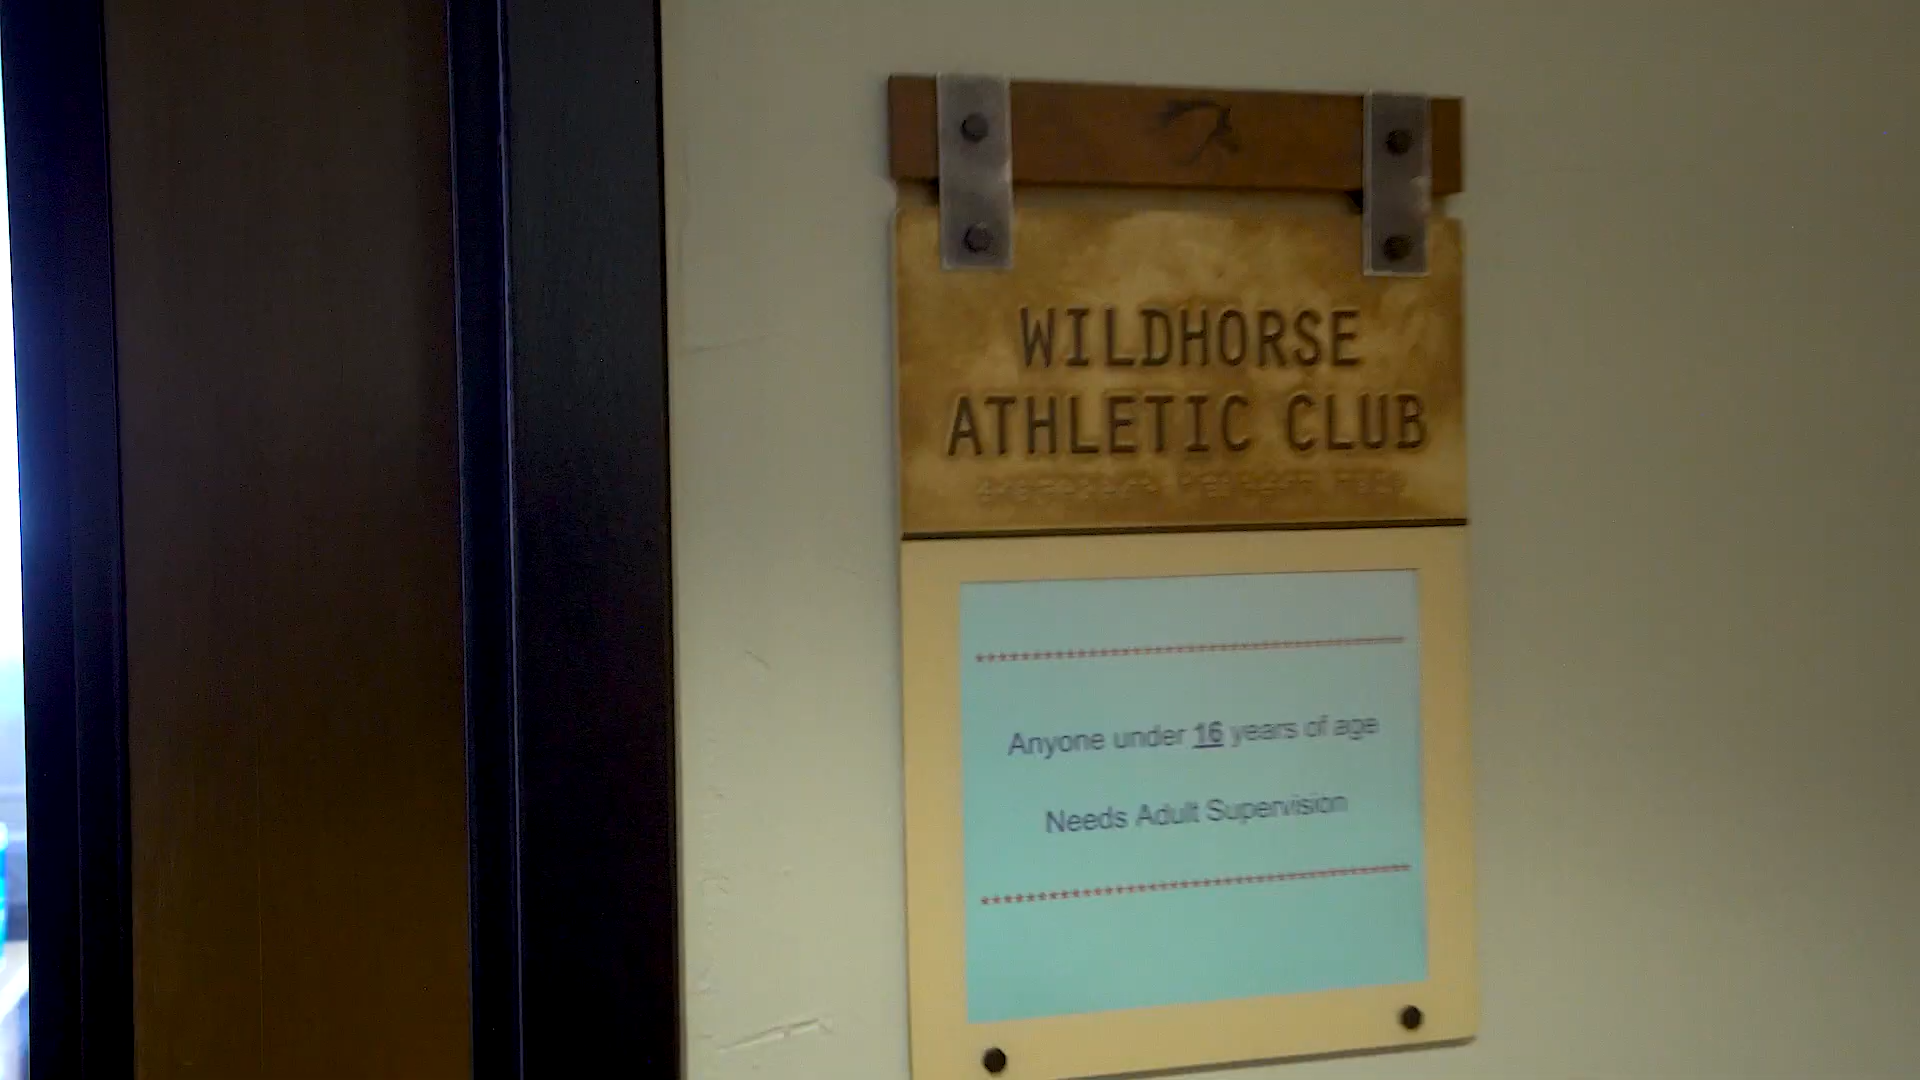 WILDHORSE
ATHLETIC CLUB
Anyone under 16 years of age
Needs Adult Supervision